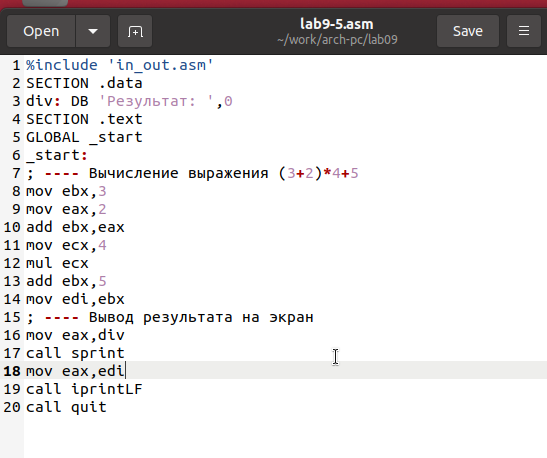 Open
lab9-5.asm
~/work/arch-pc/lab09
Save
1 %include 'in_out.asm'
2 SECTION .data
3 div: DB 'Результат: ',0
4 SECTION .text
5 GLOBAL _start
6 _start:
7 ; ---- Вычисление выражения (3+2)*4+5
8 mov ebx,3
9 mov eax,2
10 add ebx,eax
11 mov ecx,4
12 mul ecx
13 add ebx,5
14 mov edi,ebx
15 ; ---- Вывод результата на экран
16 mov eax,div
17 call sprint
18 mov eax,edi
19 call iprintLF
20 call quit